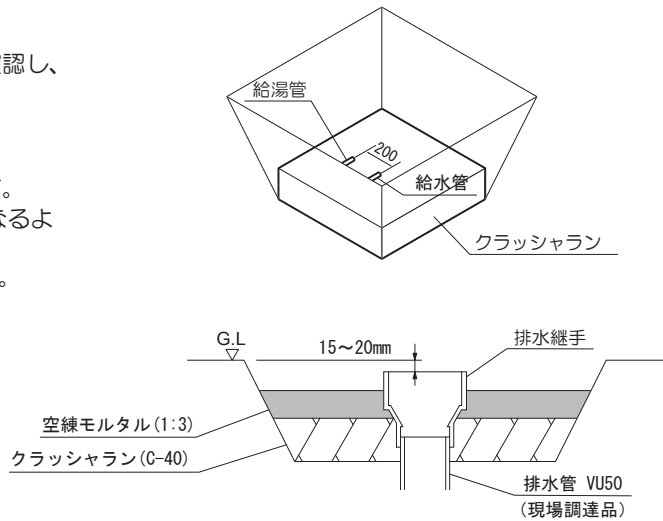 認し、
。
なるよ
。
給湯管
200
給水管
クラッシャラン
G.L
15～20mm
排水継手
空練モルタル(1:3)
クラッシャラン(C-40)
排水管 VU50
(現場調達品)